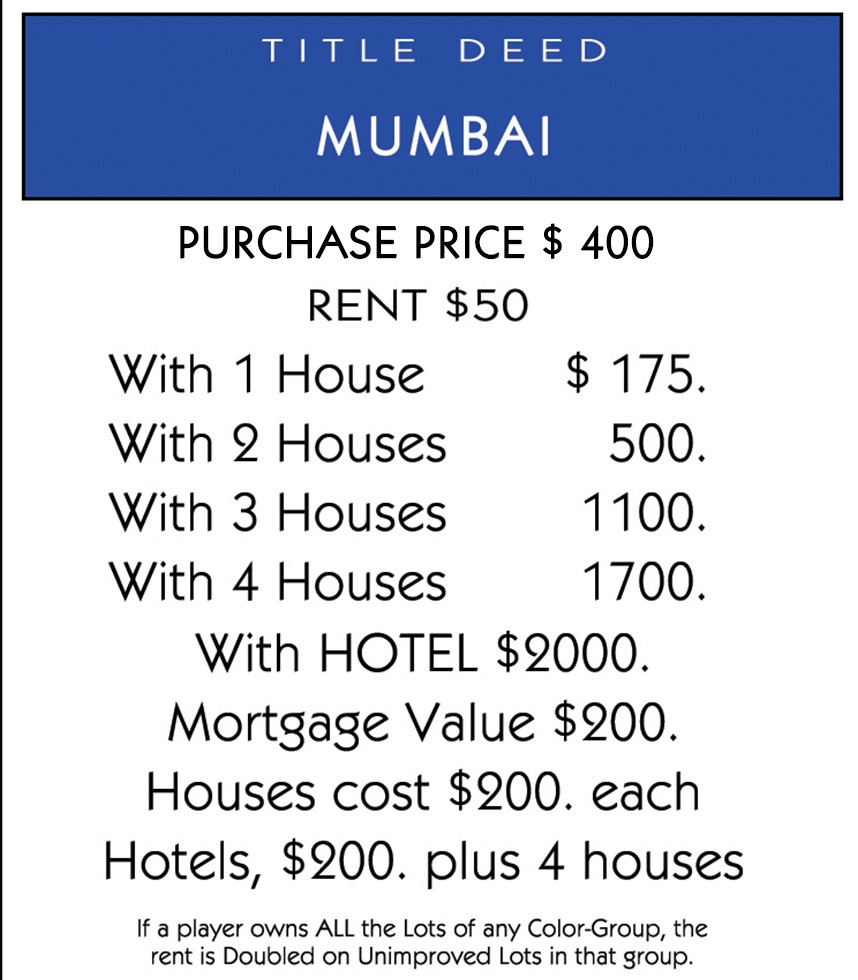 TITLE DEED
MUMBAI
PURCHASE PRICE $ 400
RENT $50
With 1 House $ 175.
With 2 Houses 500.
With 3 Houses 1100.
With 4 Houses 1700.
With HOTEL $2000.
Mortgage Value $200.
Houses cost $200. each
Hotels, $200. plus 4 houses
If a player owns ALL the Lots of any Color-Group, the
rent is Doubled on Unimproved Lots in that group.